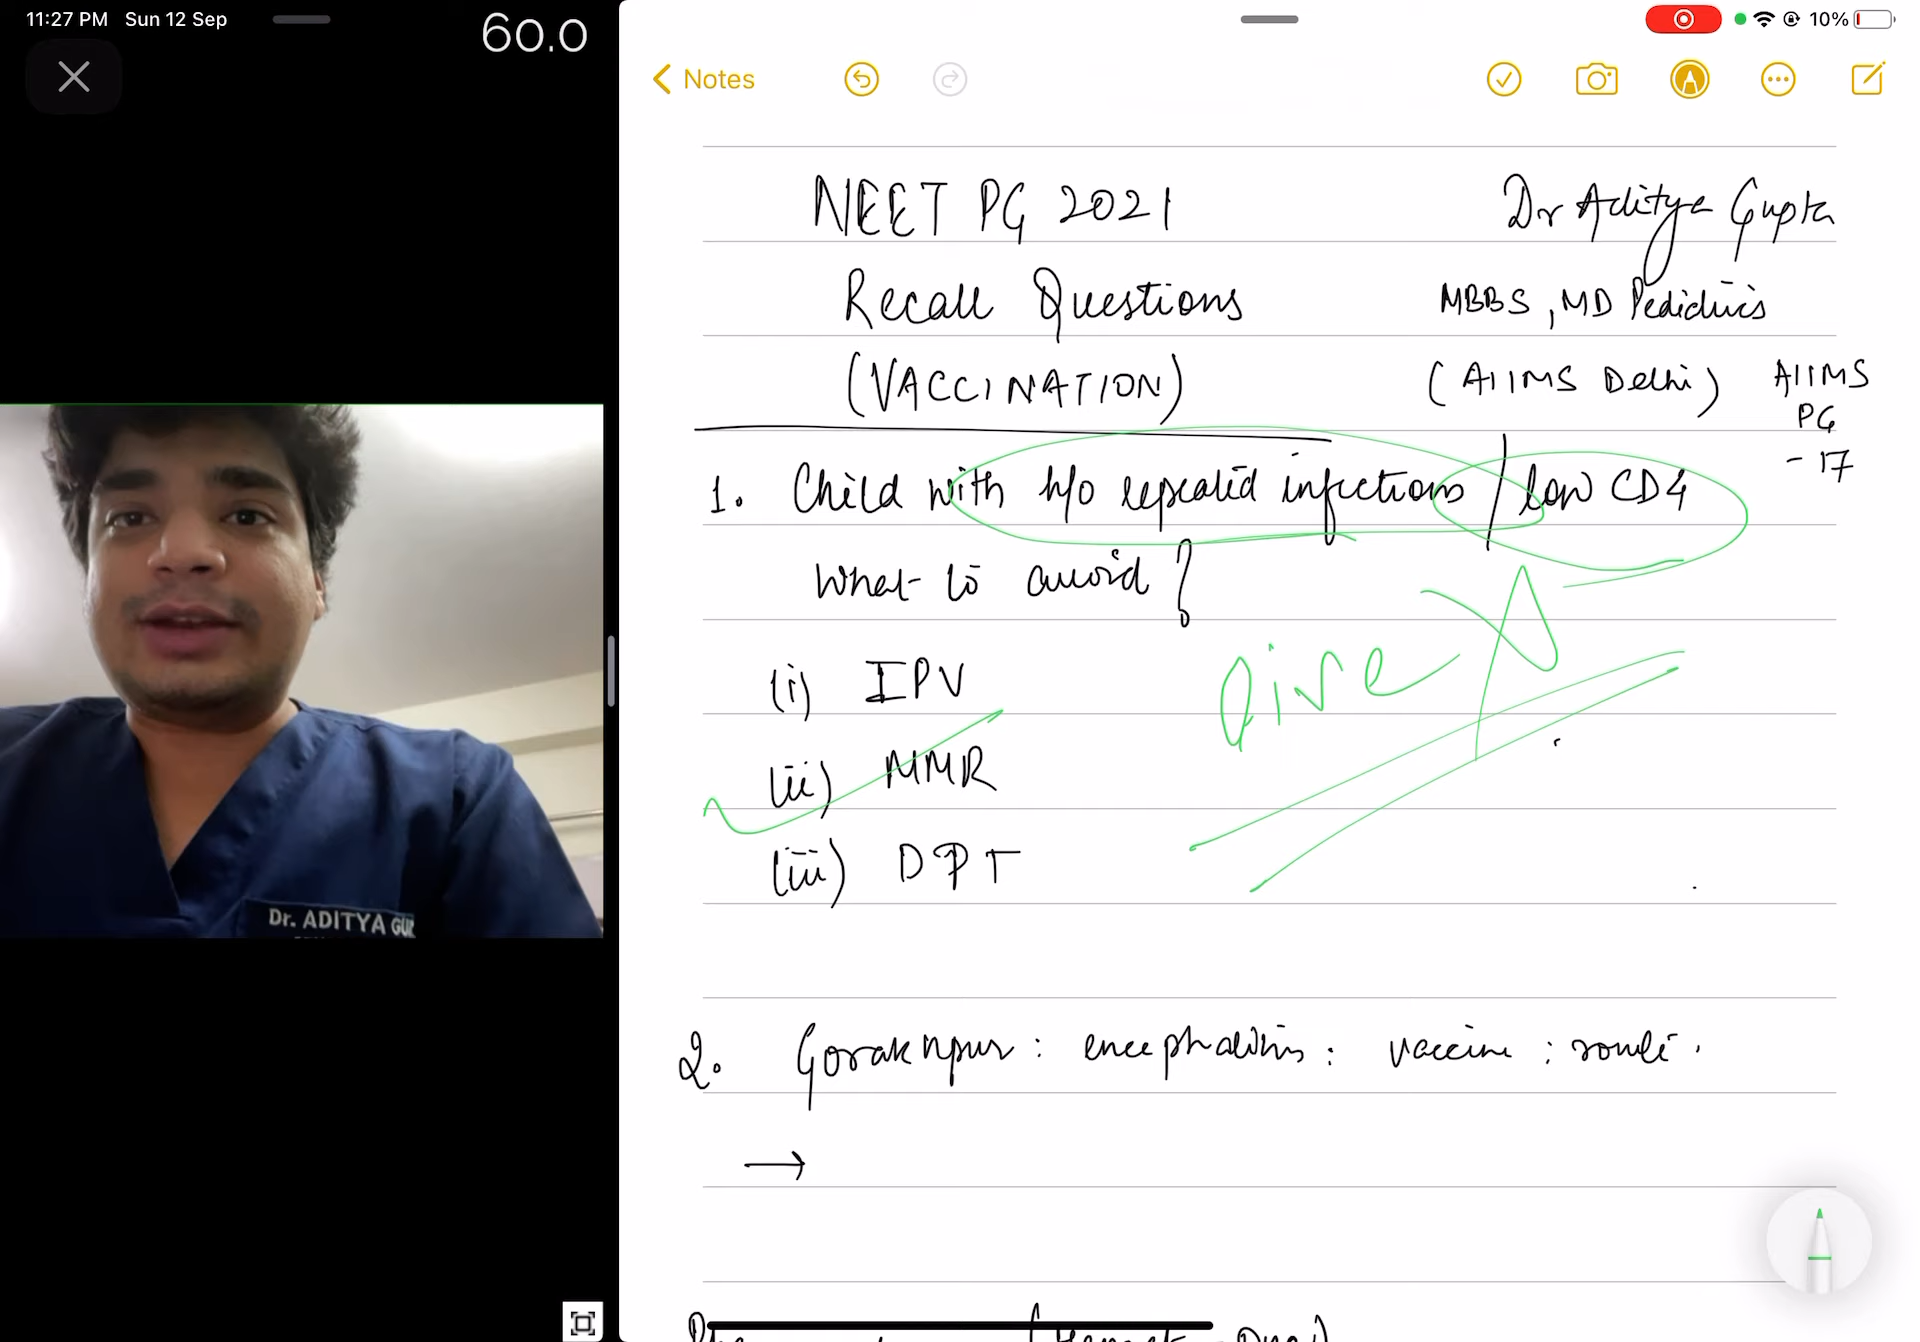 11:27 PM Sun 12 Sep
60.0
10%
Notes
NEET PG 2021
Dr Aditya Gupta
Recall Questions
MBBS, MD Pediatrics
(VACCINATION)
(AIIMS Delhi)
AIIMS
PG
- 17
1. Child with h/o repeated infections / low CD4
What to avoid?
live
(i) IPV
(ii) MMR
(iii) DPT
Dr. ADITYA GU
2. Gorakhpur : encephalitis : vaccine : route.
→